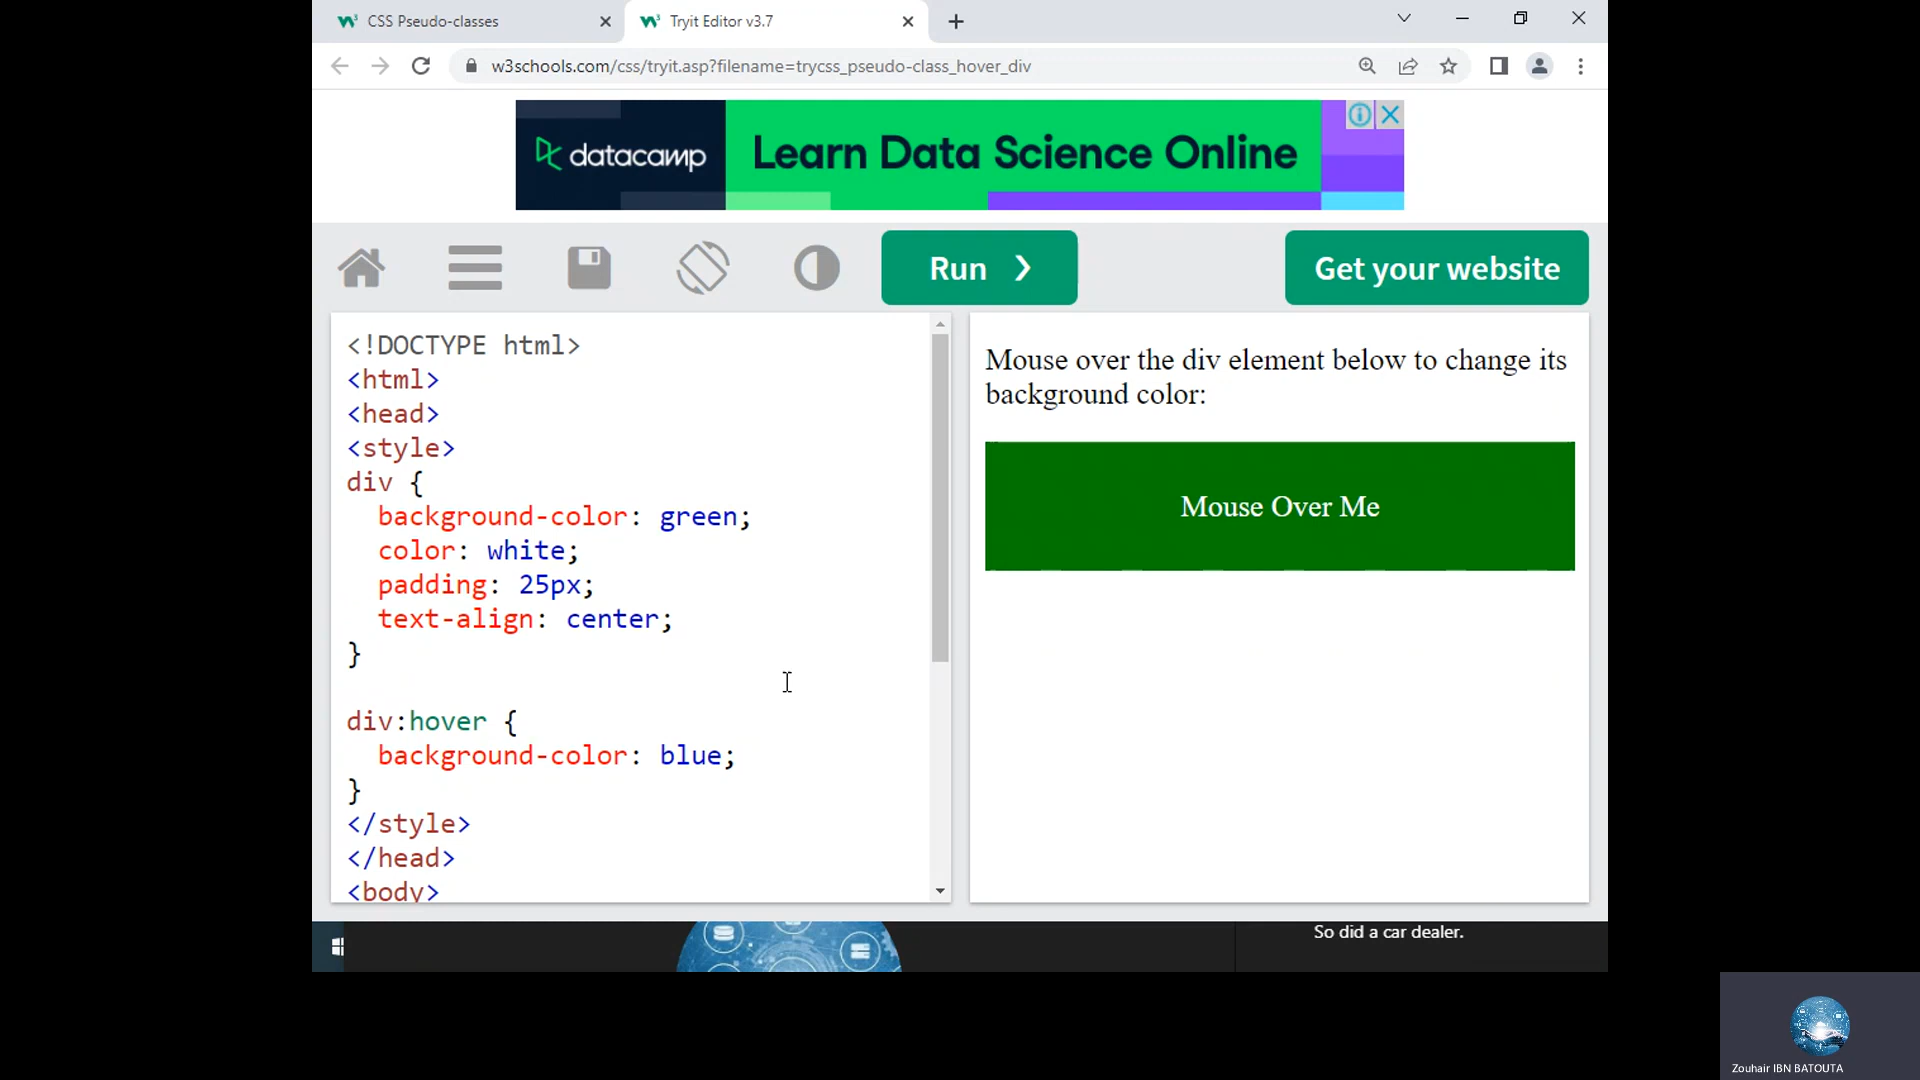 CSS Pseudo-classes
Tryit Editor v3.7
w3schools.com/css/tryit.asp?filename=trycss_pseudo-class_hover_div
datacamp
Learn Data Science Online
Run ❯
Get your website
<!DOCTYPE html>
<html>
<head>
<style>
div {
  background-color: green;
  color: white;
  padding: 25px;
  text-align: center;
}
div:hover {
  background-color: blue;
}
</style>
</head>
<body>
Mouse over the div element below to change its
background color:
Mouse Over Me
So did a car dealer.
Zouhair IBN BATOUTA